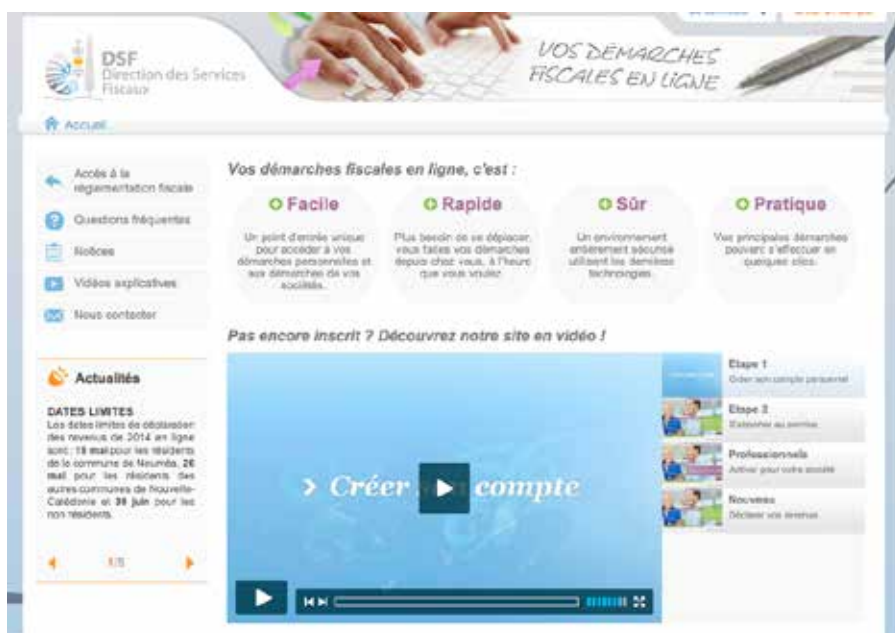 DSF
Direction des Services
Fiscaux
VOS DÉMARCHES
FISCALES EN LIGNE
Accueil
Accès à la
réglementation fiscale
Questions fréquentes
Notices
Vidéos explicatives
Nous contacter
Actualités
DATES LIMITES
Les dates limites de déclaration
des revenus de 2014 en ligne
sont : 15 mai pour les résidents
de la commune de Nouméa, 26
mai pour les résidents des
autres communes de Nouvelle-
Calédonie et 30 juin pour les
non résidents.
1/5
Vos démarches fiscales en ligne, c'est :
Facile
Un point d'entrée unique
pour accéder à vos
démarches personnelles et
aux démarches de vos
sociétés.
Rapide
Plus besoin de se déplacer,
vous faites vos démarches
depuis chez vous, à l'heure
que vous voulez.
Sûr
Un environnement
entièrement sécurisé
utilisant les dernières
technologies.
Pratique
Vos principales démarches
peuvent s'effectuer en
quelques clics.
Pas encore inscrit ? Découvrez notre site en vidéo !
> Créer son compte
Etape 1
Créer son compte personnel
Etape 2
S'abonner au service
Professionnels
Activer pour votre société
Nouveau
Déclarer vos revenus